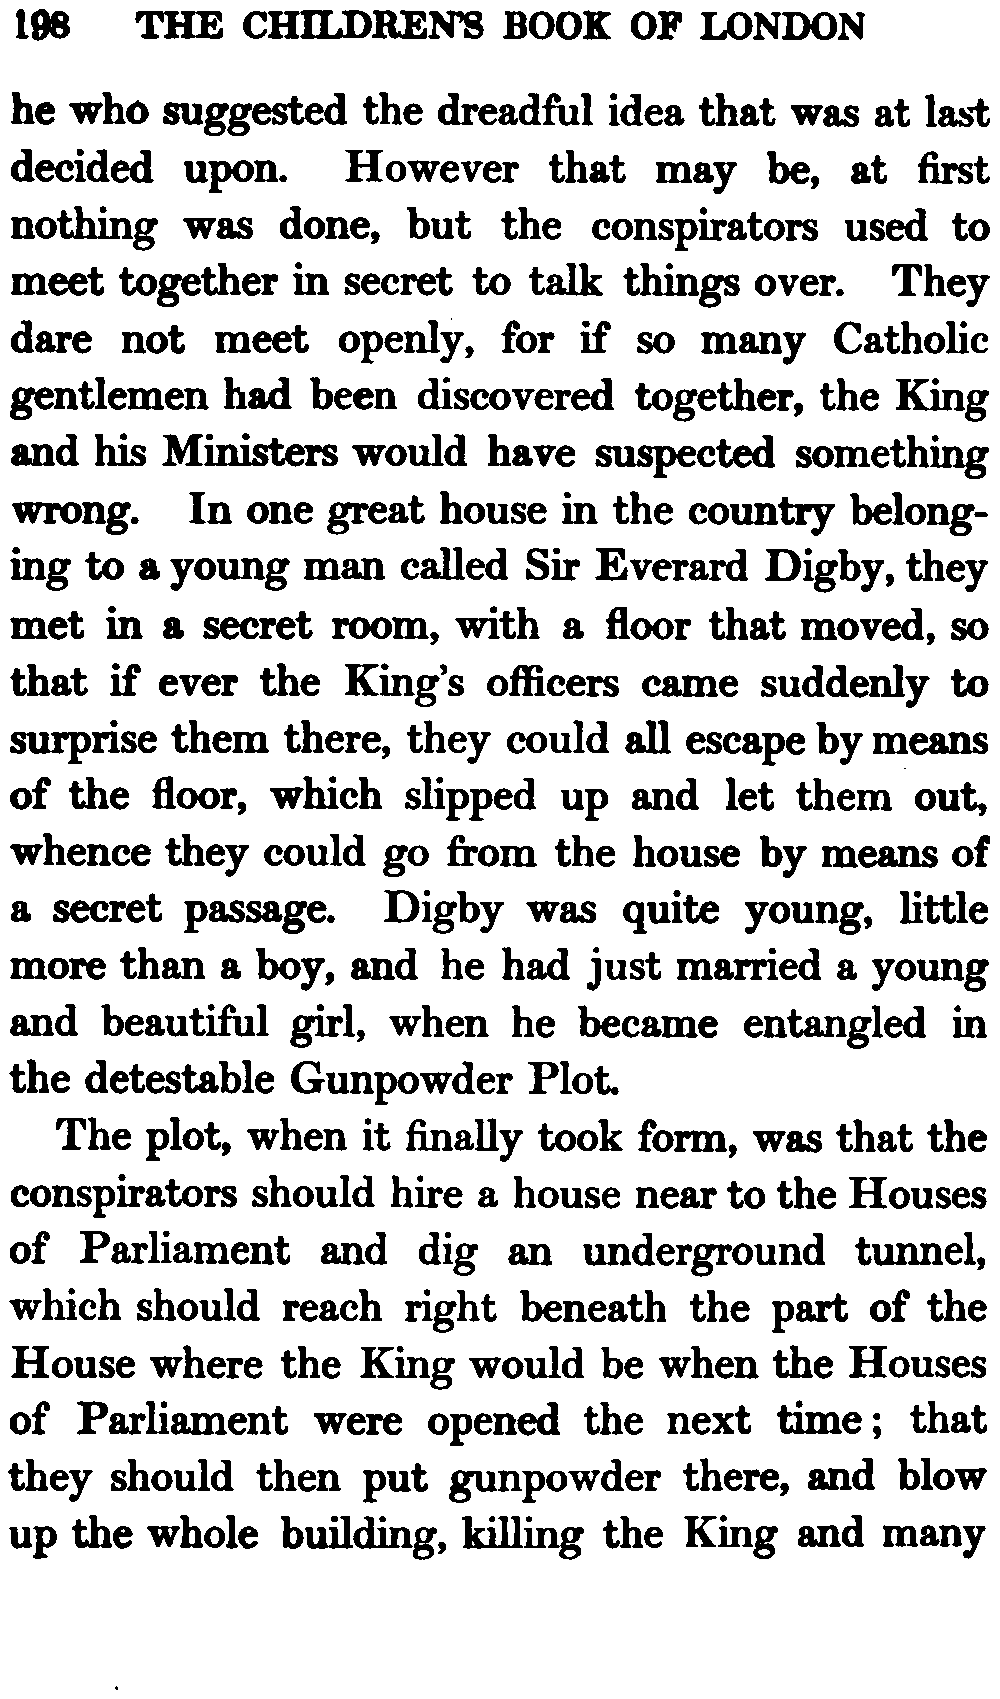 198 THE CHILDREN'S BOOK OF LONDON
he who suggested the dreadful idea that was at last
decided upon. However that may be, at first
nothing was done, but the conspirators used to
meet together in secret to talk things over. They
dare not meet openly, for if so many Catholic
gentlemen had been discovered together, the King
and his Ministers would have suspected something
wrong. In one great house in the country belong-
ing to a young man called Sir Everard Digby, they
met in a secret room, with a floor that moved, so
that if ever the King's officers came suddenly to
surprise them there, they could all escape by means
of the floor, which slipped up and let them out,
whence they could go from the house by means of
a secret passage. Digby was quite young, little
more than a boy, and he had just married a young
and beautiful girl, when he became entangled in
the detestable Gunpowder Plot.
The plot, when it finally took form, was that the
conspirators should hire a house near to the Houses
of Parliament and dig an underground tunnel,
which should reach right beneath the part of the
House where the King would be when the Houses
of Parliament were opened the next time; that
they should then put gunpowder there, and blow
up the whole building, killing the King and many